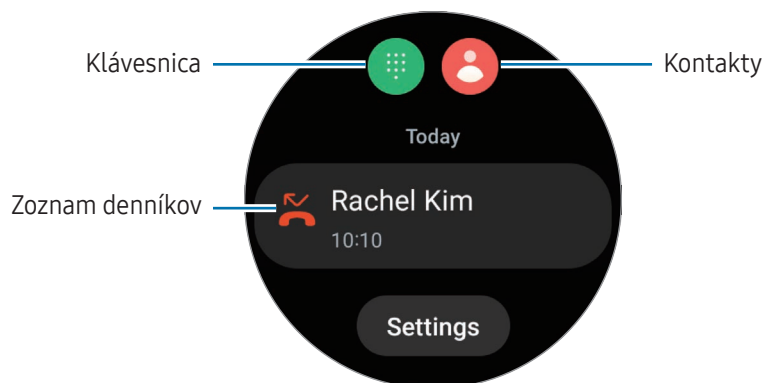 Klávesnica
Kontakty
Today
Zoznam denníkov
Rachel Kim
10:10
Settings